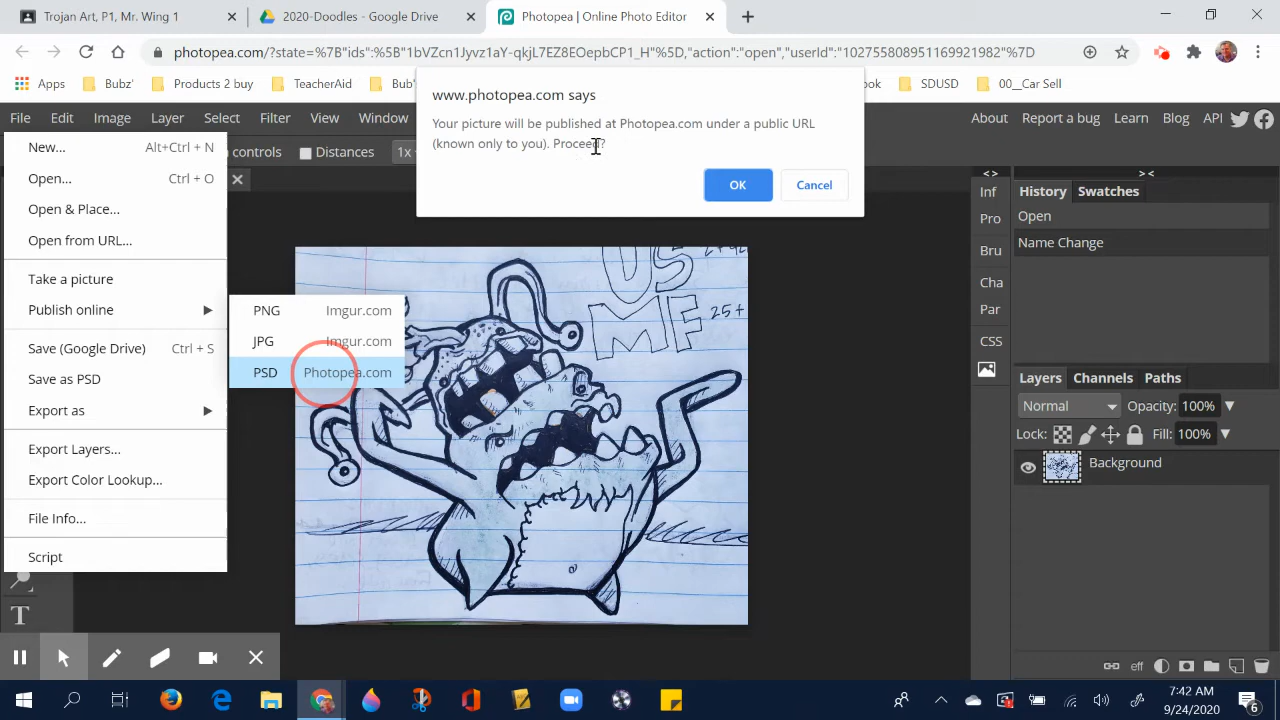 Trojan Art, P1, Mr. Wing 1
2020-Doodles - Google Drive
Photopea | Online Photo Editor
photopea.com/?state=%7B"ids":%5B"1bVZcn1Jyvz1aY-qkjL7EZ8EOepbCP1_H"%5D,"action":"open","userId":"102755808951169921982"%7D
Apps
Bubz'
Products 2 buy
TeacherAid
Bub'
ook
SDUSD
00__Car Sell
www.photopea.com says
Your picture will be published at Photopea.com under a public URL
(known only to you). Proceed?
OK
Cancel
File
Edit
Image
Layer
Select
Filter
View
Window
About
Learn
Blog
API
controls
Distances
1x
New...
Alt+Ctrl + N
Open...
Ctrl + O
Open & Place...
Open from URL...
Take a picture
Publish online
Save (Google Drive)
Ctrl + S
Save as PSD
Export as
Export Layers...
Export Color Lookup...
File Info...
Script
PNG
Imgur.com
JPG
Imgur.com
PSD
Photopea.com
US
MF
25+
Inf
Pro
Bru
Cha
Par
CSS
History
Swatches
Open
Name Change
Layers
Channels
Paths
Normal
Opacity:
100%
Lock:
Fill:
100%
Background
eff
7:42 AM
9/24/2020
6